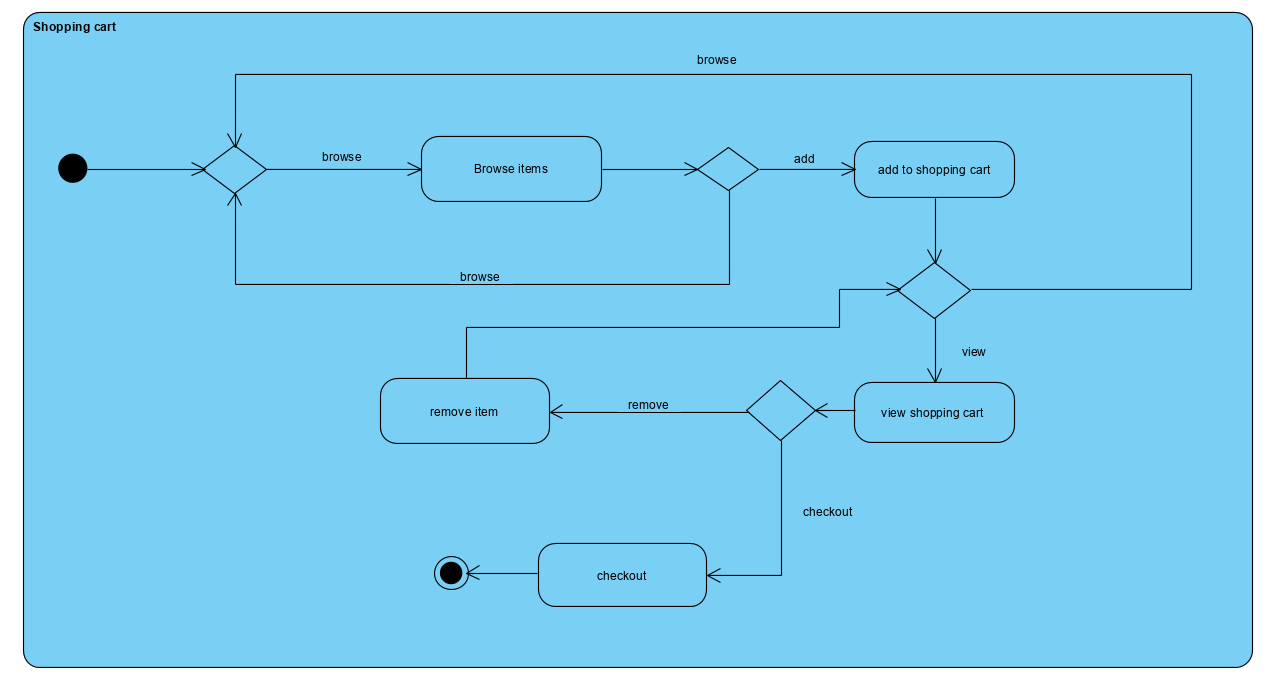 Shopping cart
browse
browse
Browse items
add
add to shopping cart
browse
view
remove item
remove
view shopping cart
checkout
checkout